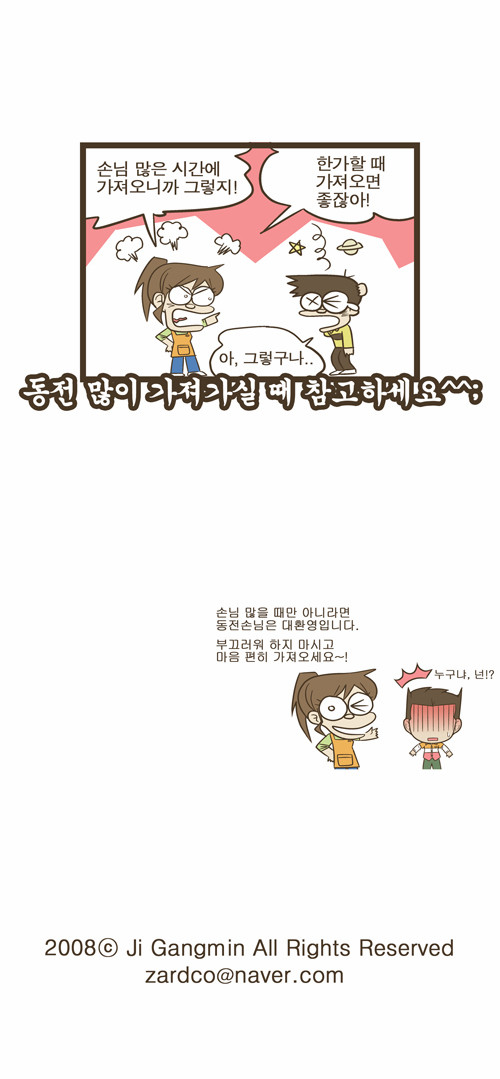 손님 많은 시간에
가져오니까 그렇지!
한가할 때
가져오면
좋잖아!
아, 그렇구나..
동전 많이 가져가실 때 참고하세요^^;
손님 많을 때만 아니라면
동전손님은 대환영입니다.
부끄러워 하지 마시고
마음 편히 가져오세요~!
누구냐, 넌!?
2008ⓒ Ji Gangmin All Rights Reserved
zardco@naver.com